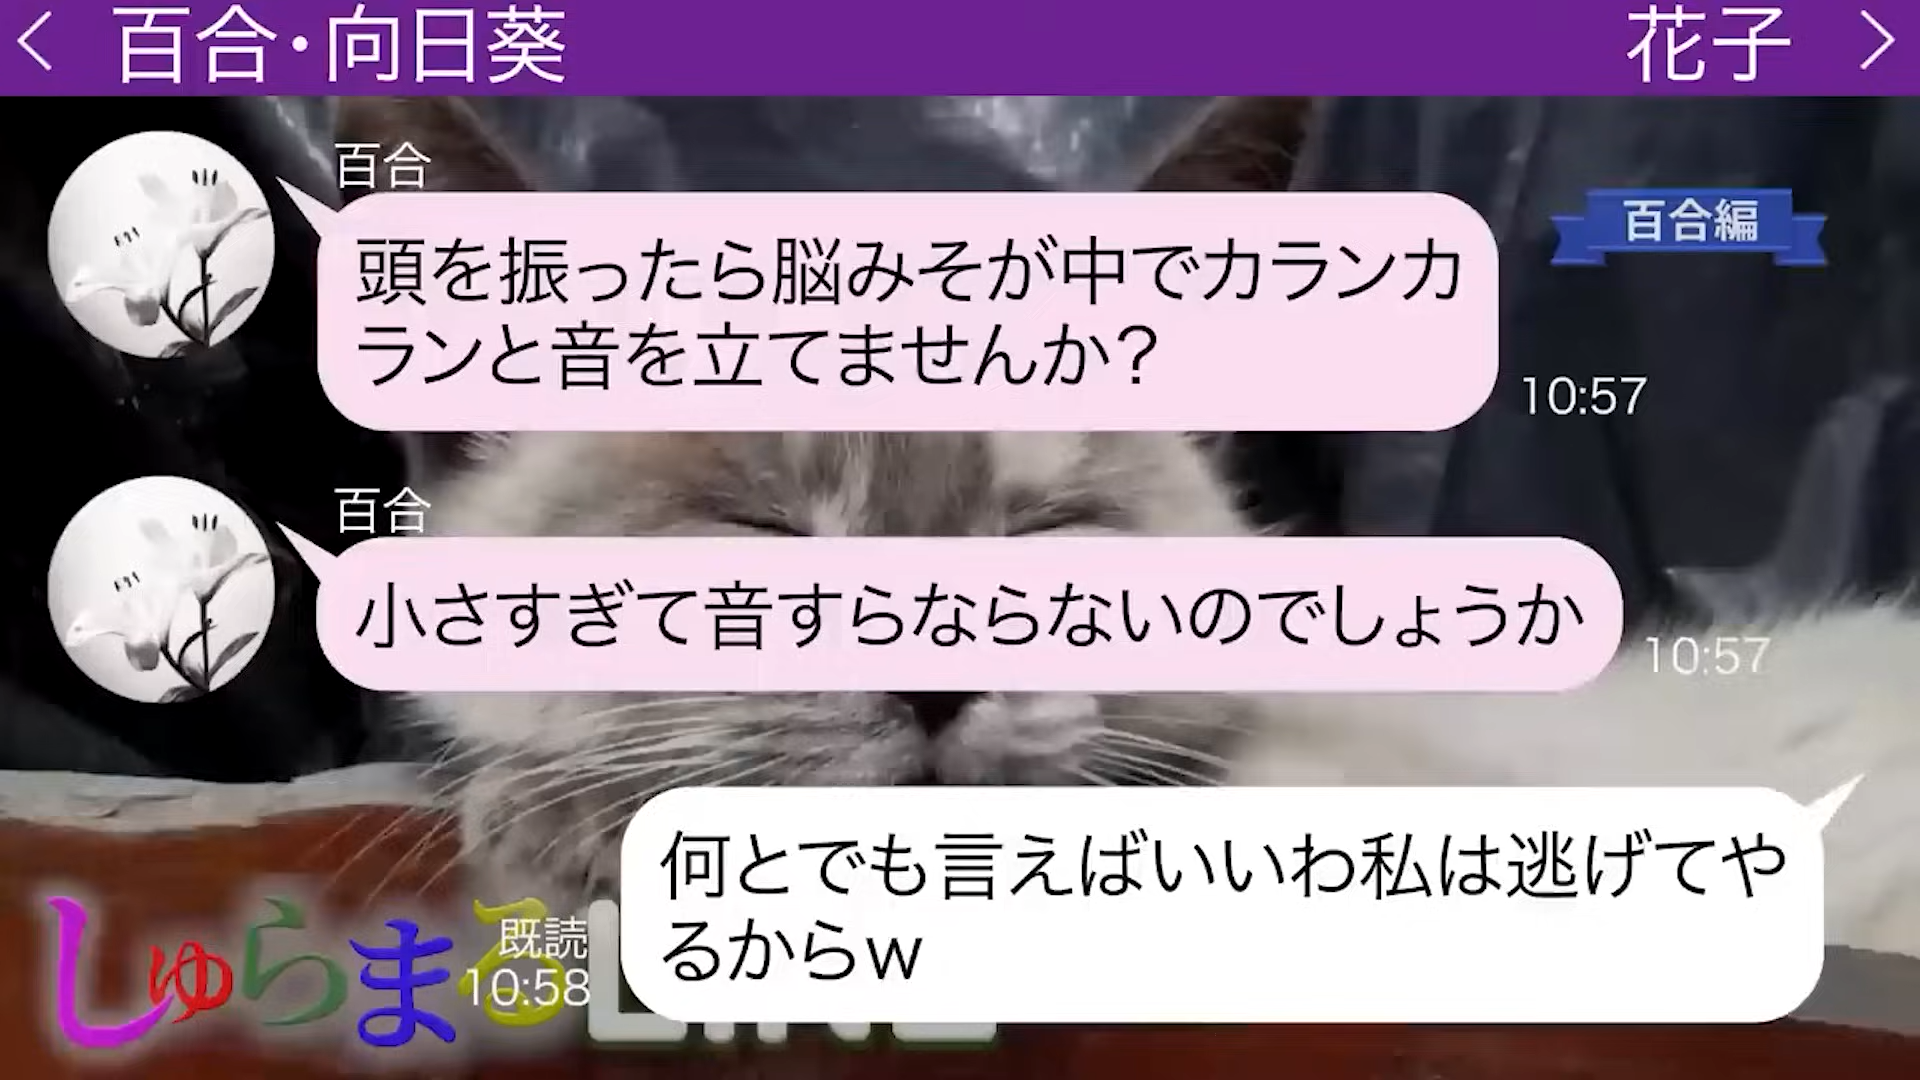 百合・向日葵
花子
百合
百合編
頭を振ったら脳みそが中でカランカ
ランと音を立てませんか？
10:57
百合
小さすぎて音すらならないのでしょうか
10:57
何とでも言えばいいわ私は逃げてや
るからw
既読
10:58
しゅらまるLINE